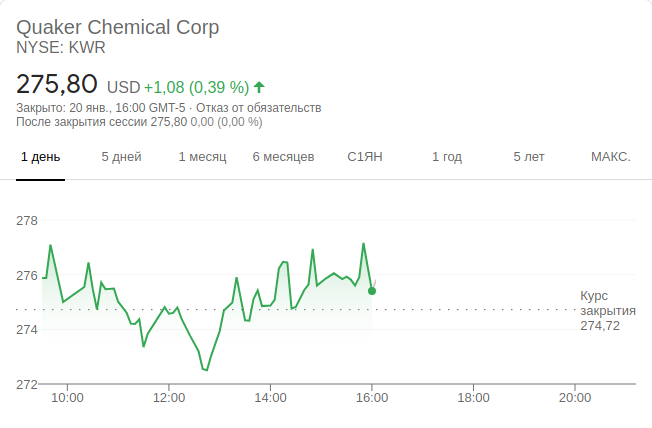 Quaker Chemical Corp
NYSE: KWR
275,80 USD +1,08 (0,39 %)
Закрыто: 20 янв., 16:00 GMT-5 · Отказ от обязательств
После закрытия сессии 275,80 0,00 (0,00 %)
1 день 5 дней 1 месяц 6 месяцев С1ЯН 1 год 5 лет МАКС.
278
276
Курс
закрытия
274,72
274
272
10:00 12:00 14:00 16:00 18:00 20:00